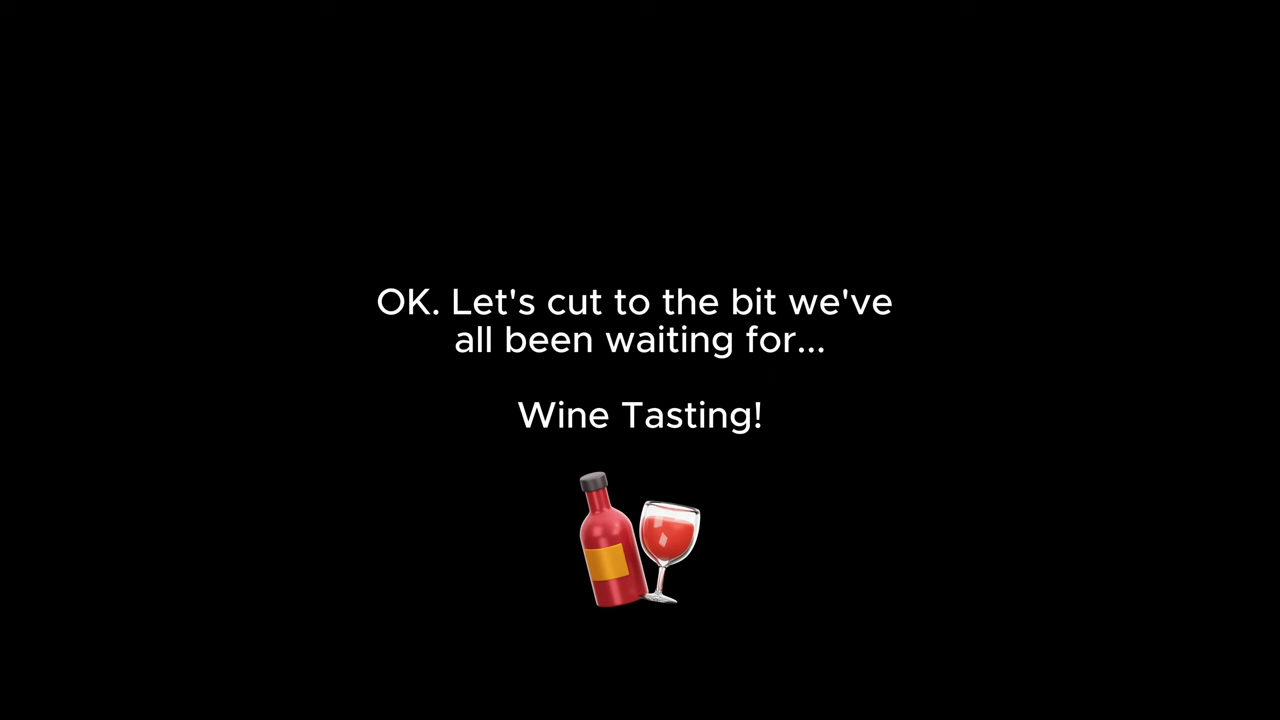 OK. Let's cut to the bit we've
all been waiting for...
Wine Tasting!